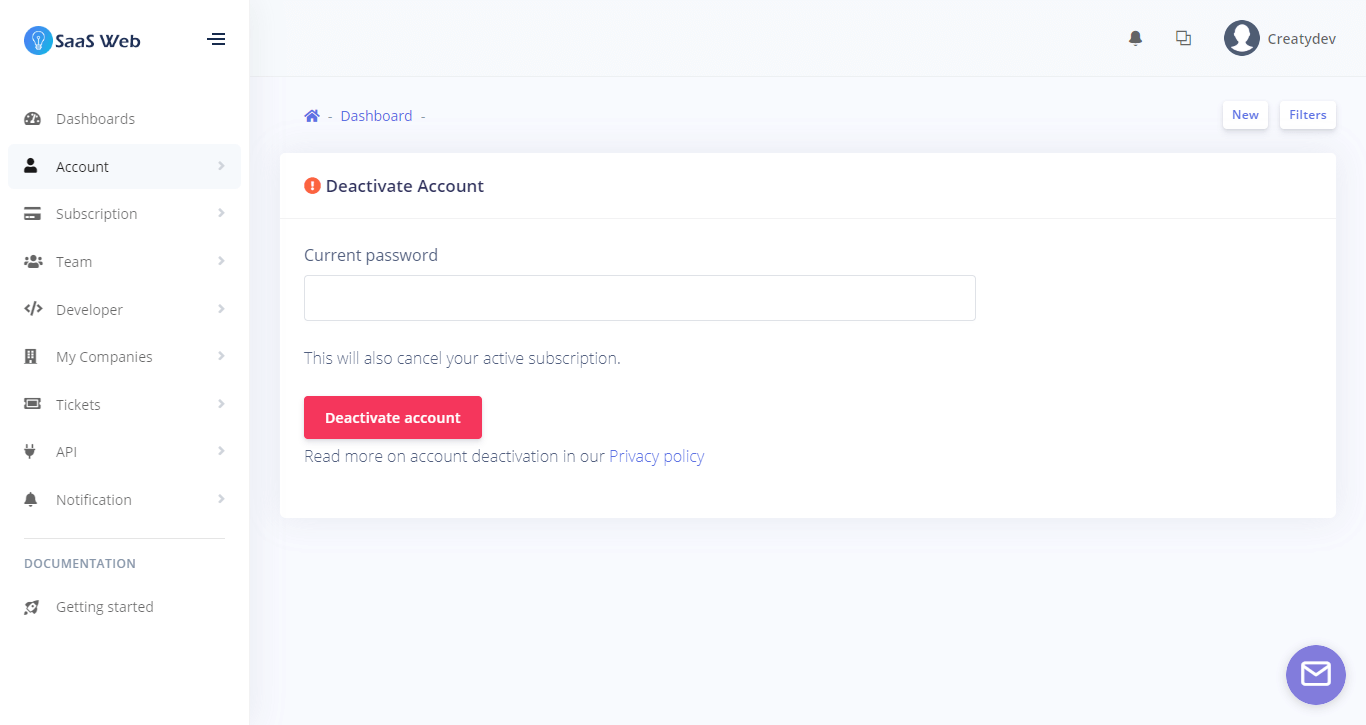 SaaS Web
Creatydev
Dashboards
Account
Subscription
Team
Developer
My Companies
Tickets
API
Notification
DOCUMENTATION
Getting started
- Dashboard -
New
Filters
Deactivate Account
Current password
This will also cancel your active subscription.
Deactivate account
Read more on account deactivation in our Privacy policy